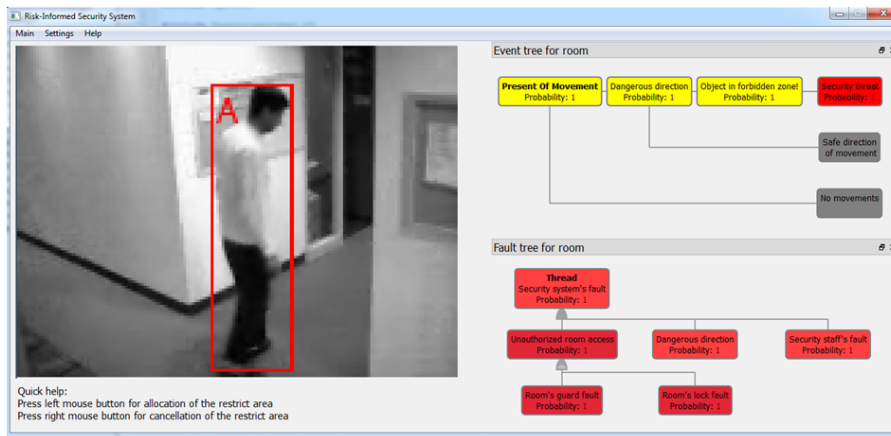 Risk-Informed Security System
Main Settings Help
A
Quick help:
Press left mouse button for allocation of the restrict area
Press right mouse button for cancellation of the restrict area
Event tree for room
Present Of Movement
Probability: 1
Dangerous direction
Probability: 1
Object in forbidden zone!
Probability: 1
Security threat
Probability: 1
Safe direction
of movement
No movements
Fault tree for room
Thread
Security system's fault
Probability: 1
Unauthorized room access
Probability: 1
Dangerous direction
Probability: 1
Security staff's fault
Probability: 1
Room's guard fault
Probability: 1
Room's lock fault
Probability: 1